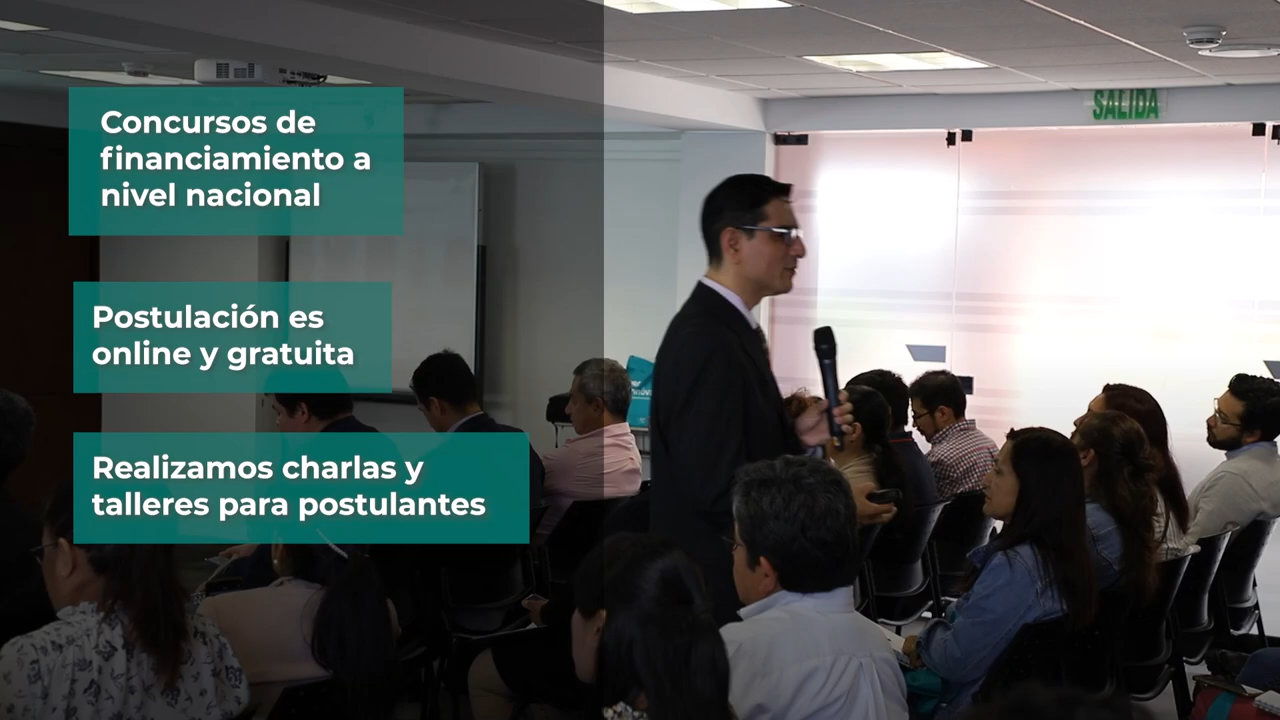 SALIDA
Concursos de
financiamiento a
nivel nacional
Postulación es
online y gratuita
Realizamos charlas y
talleres para postulantes